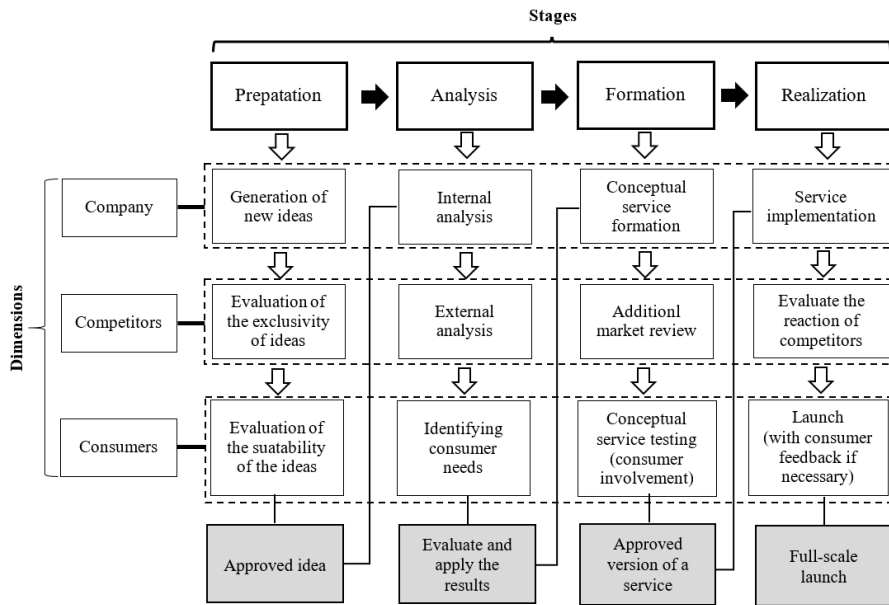 Stages
Prepatation
Analysis
Formation
Realization
Dimensions
Company
Generation of
new ideas
Internal
analysis
Conceptual
service
formation
Service
implementation
Competitors
Evaluation of
the exclusivity
of ideas
External
analysis
Additionl
market review
Evaluate the
reaction of
competitors
Consumers
Evaluation of
the suatability
of the ideas
Identifying
consumer
needs
Conceptual
service testing
(consumer
involvement)
Launch
(with consumer
feedback if
necessary)
Approved idea
Evaluate and
apply the
results
Approved
version of a
service
Full-scale
launch